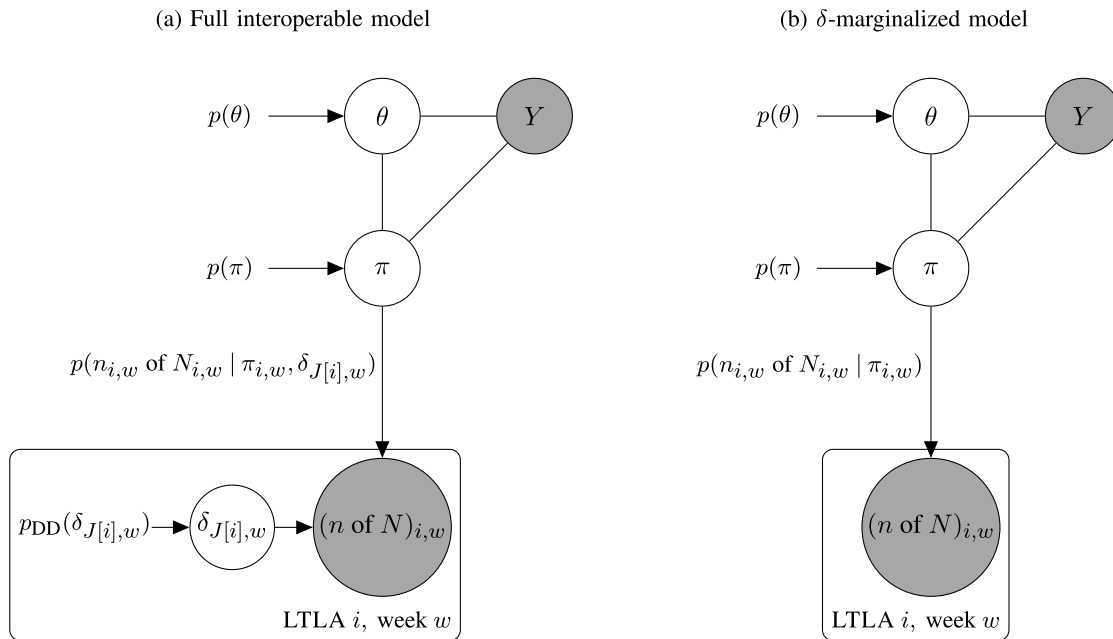 (a) Full interoperable model
(b) δ-marginalized model
p(θ)
θ
Y
p(θ)
θ
Y
p(π)
π
p(π)
π
p(n_{i,w} of N_{i,w} | π_{i,w}, δ_{J[i],w})
p(n_{i,w} of N_{i,w} | π_{i,w})
p_{DD}(δ_{J[i],w})
δ_{J[i],w}
(n of N)_{i,w}
(n of N)_{i,w}
LTLA i, week w
LTLA i, week w